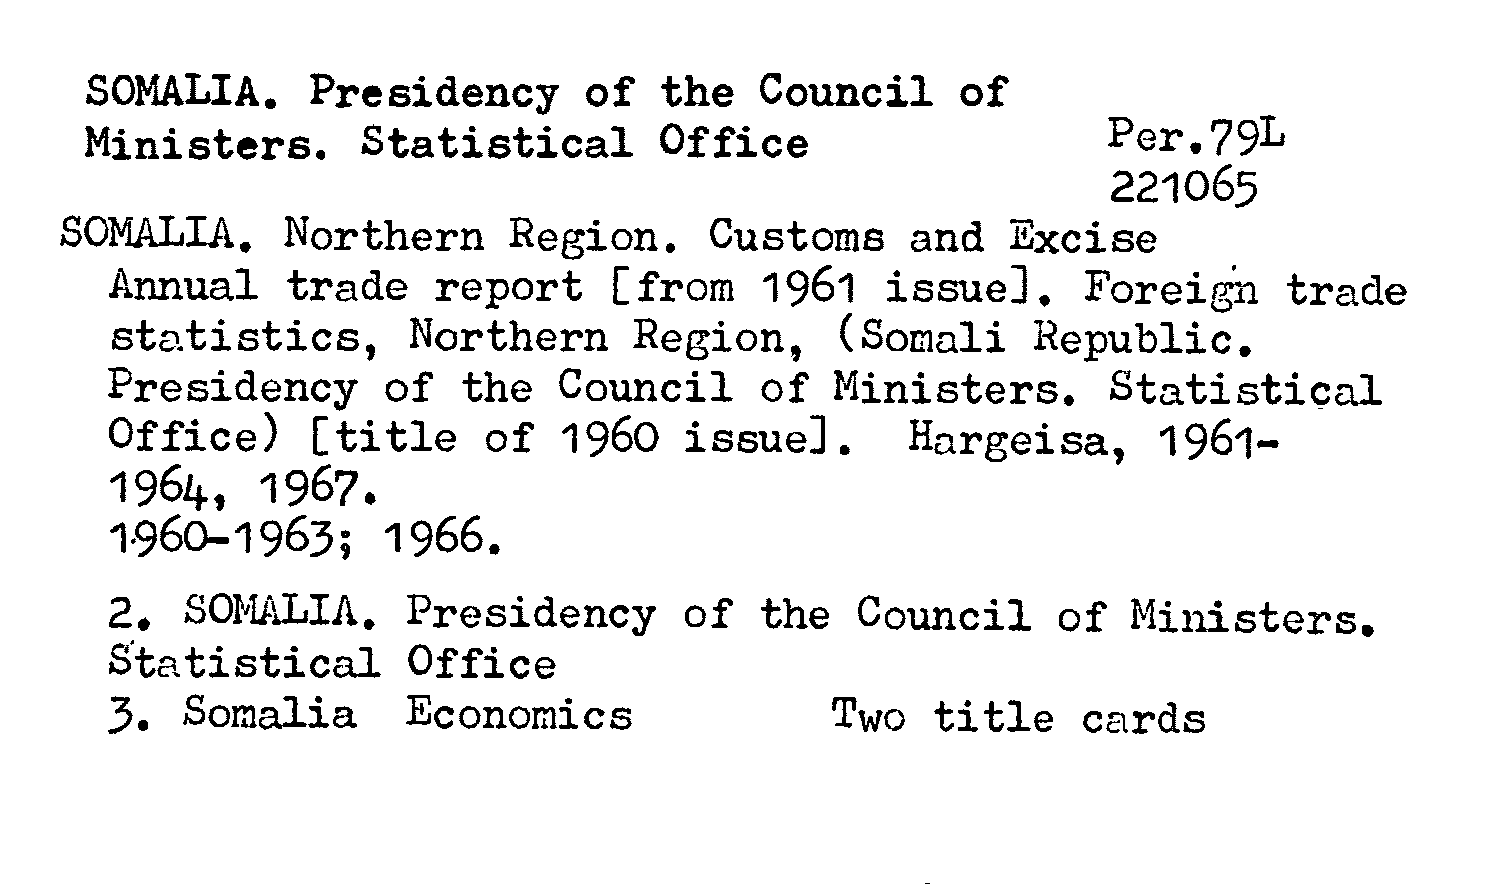 SOMALIA. Presidency of the Council of
Ministers. Statistical Office
Per.79L
221065
SOMALIA. Northern Region. Customs and Excise
Annual trade report [from 1961 issue]. Foreign trade
statistics, Northern Region, (Somali Republic.
Presidency of the Council of Ministers. Statistical
Office) [title of 1960 issue]. Hargeisa, 1961-
1964, 1967.
1960-1963; 1966.
2. SOMALIA. Presidency of the Council of Ministers.
Statistical Office
3. Somalia Economics Two title cards